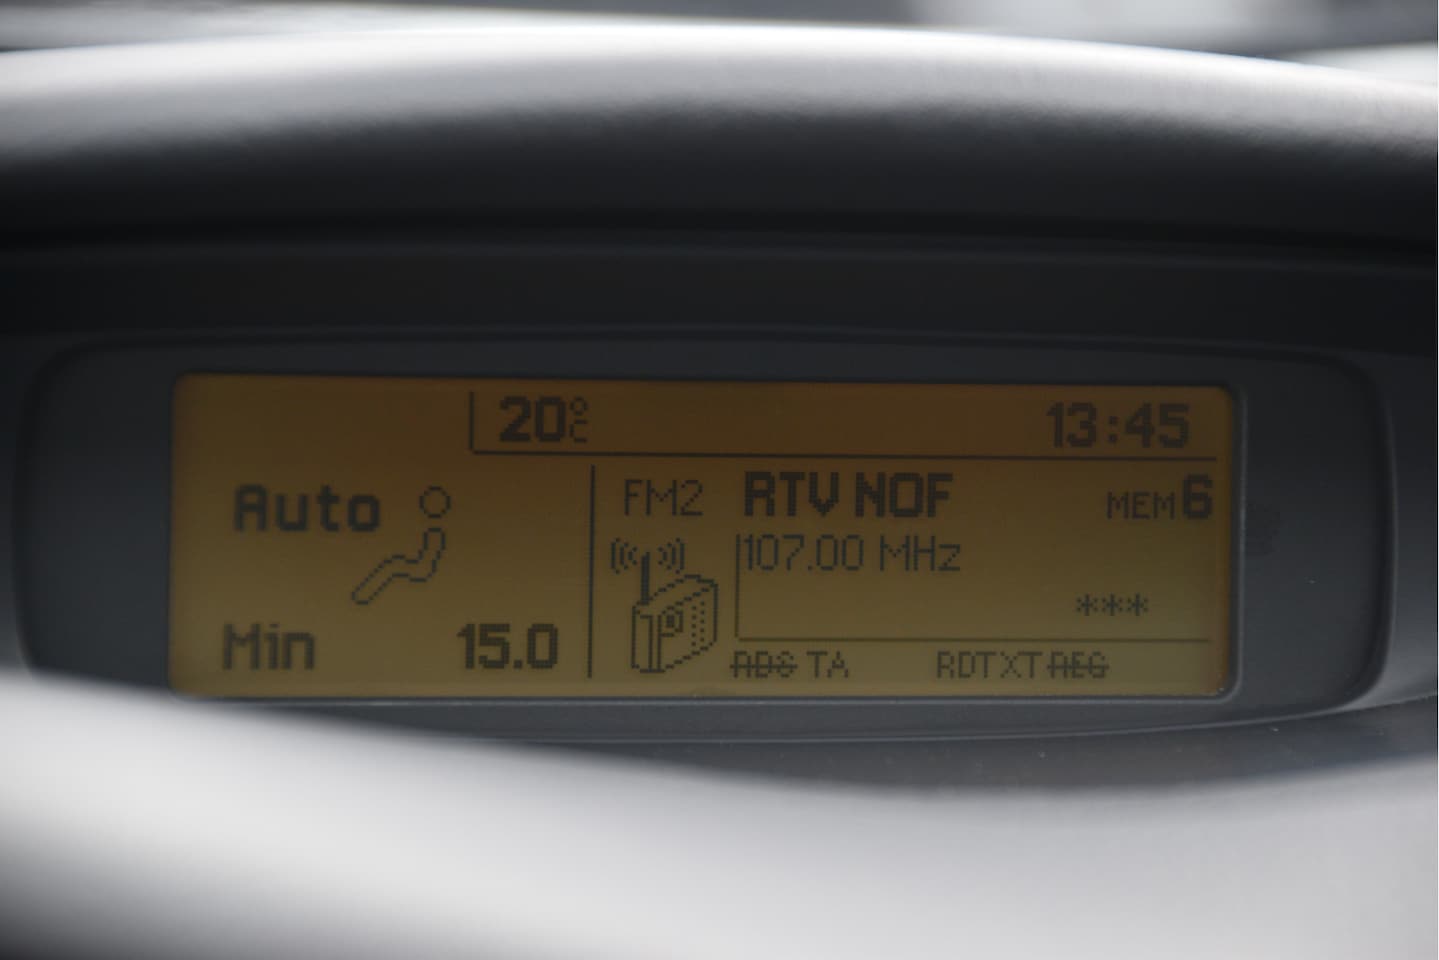 20°C 13:45
Auto
FM2 RTV NOF MEM 6
107.00 MHz
***
Min 15.0
RDS TA RDTXT REG